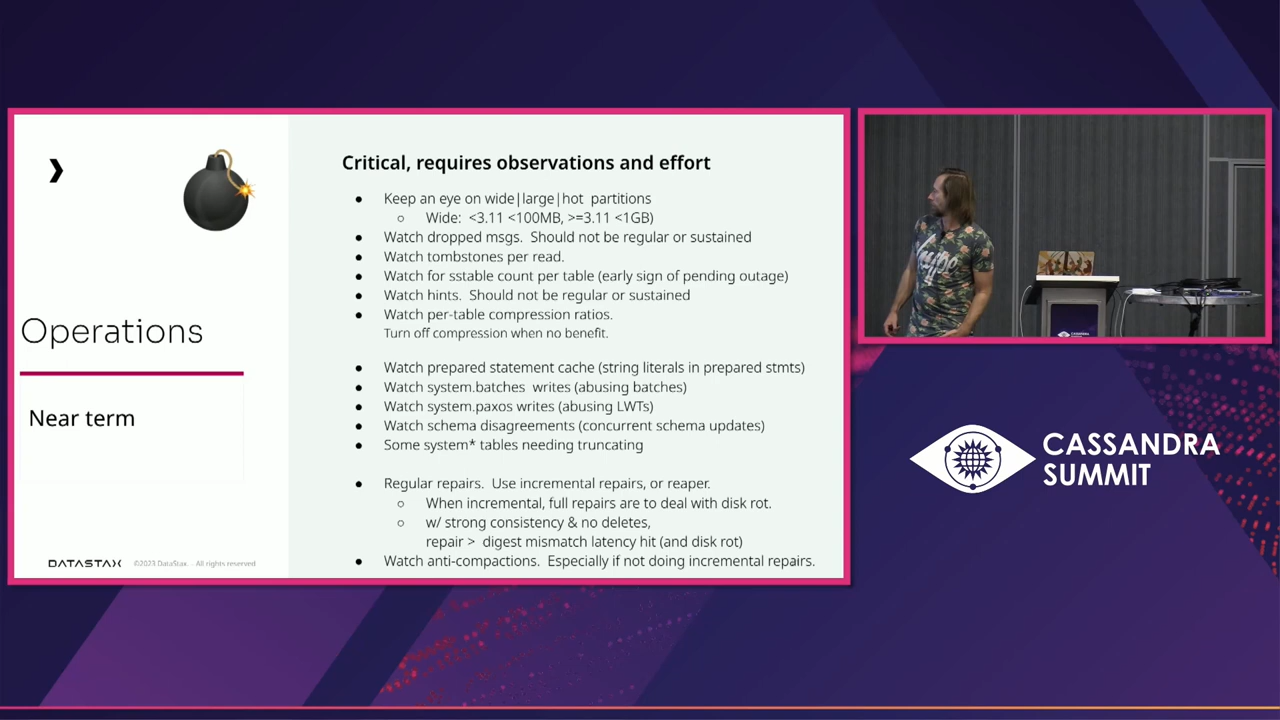 Critical, requires observations and effort
● Keep an eye on wide|large|hot partitions
○ Wide: <3.11 <100MB, >=3.11 <1GB)
● Watch dropped msgs. Should not be regular or sustained
● Watch tombstones per read.
● Watch for sstable count per table (early sign of pending outage)
● Watch hints. Should not be regular or sustained
● Watch per-table compression ratios.
Turn off compression when no benefit.
● Watch prepared statement cache (string literals in prepared stmts)
● Watch system.batches writes (abusing batches)
● Watch system.paxos writes (abusing LWTs)
● Watch schema disagreements (concurrent schema updates)
● Some system* tables needing truncating
● Regular repairs. Use incremental repairs, or reaper.
○ When incremental, full repairs are to deal with disk rot.
○ w/ strong consistency & no deletes,
repair > digest mismatch latency hit (and disk rot)
● Watch anti-compactions. Especially if not doing incremental repairs.
Operations
Near term
DATASTAX
©2023 DataStax. All rights reserved
CASSANDRA
SUMMIT